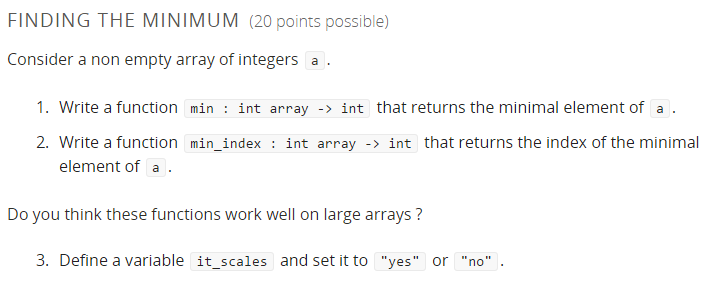 FINDING THE MINIMUM (20 points possible)
Consider a non empty array of integers a .
1. Write a function min : int array -> int that returns the minimal element of a .
2. Write a function min_index : int array -> int that returns the index of the minimal
element of a .
Do you think these functions work well on large arrays ?
3. Define a variable it_scales and set it to "yes" or "no" .